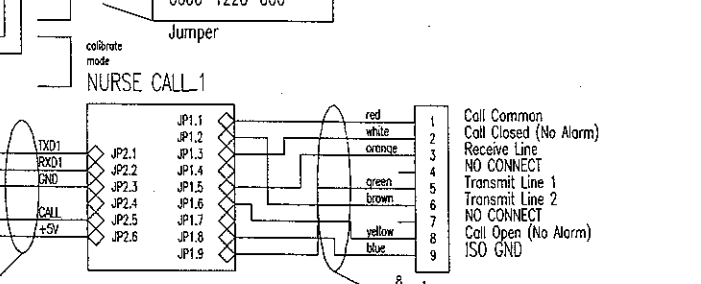 Jumper
calibrate
mode
NURSE CALL_1
TXD1
RXD1
GND
CALL
+5V
JP2.1
JP2.2
JP2.3
JP2.4
JP2.5
JP2.6
JP1.1
JP1.2
JP1.3
JP1.4
JP1.5
JP1.6
JP1.7
JP1.8
JP1.9
red
white
orange
green
brown
yellow
blue
1 Call Common
2 Call Closed (No Alarm)
3 Receive Line
4 NO CONNECT
5 Transmit Line 1
6 Transmit Line 2
7 NO CONNECT
8 Call Open (No Alarm)
9 ISO GND